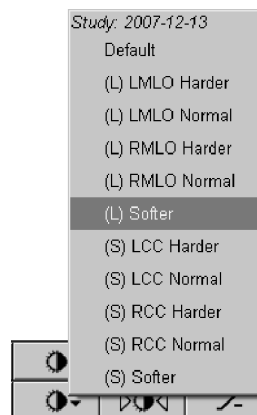 Study: 2007-12-13
Default
(L) LMLO Harder
(L) LMLO Normal
(L) RMLO Harder
(L) RMLO Normal
(L) Softer
(S) LCC Harder
(S) LCC Normal
(S) RCC Harder
(S) RCC Normal
(S) Softer